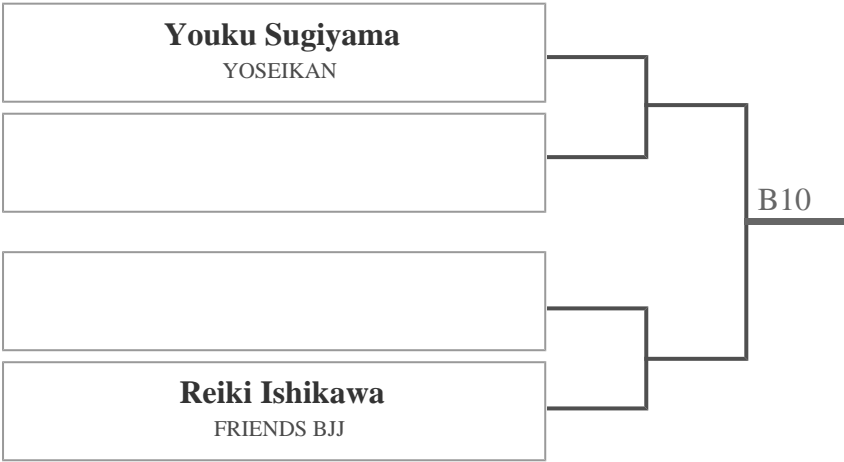 Youku Sugiyama
YOSEIKAN
B10
Reiki Ishikawa
FRIENDS BJJ